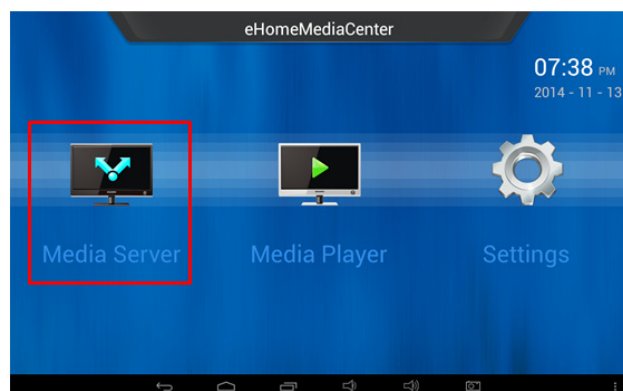 eHomeMediaCenter
07:38 PM
2014 - 11 - 13
Media Server
Media Player
Settings